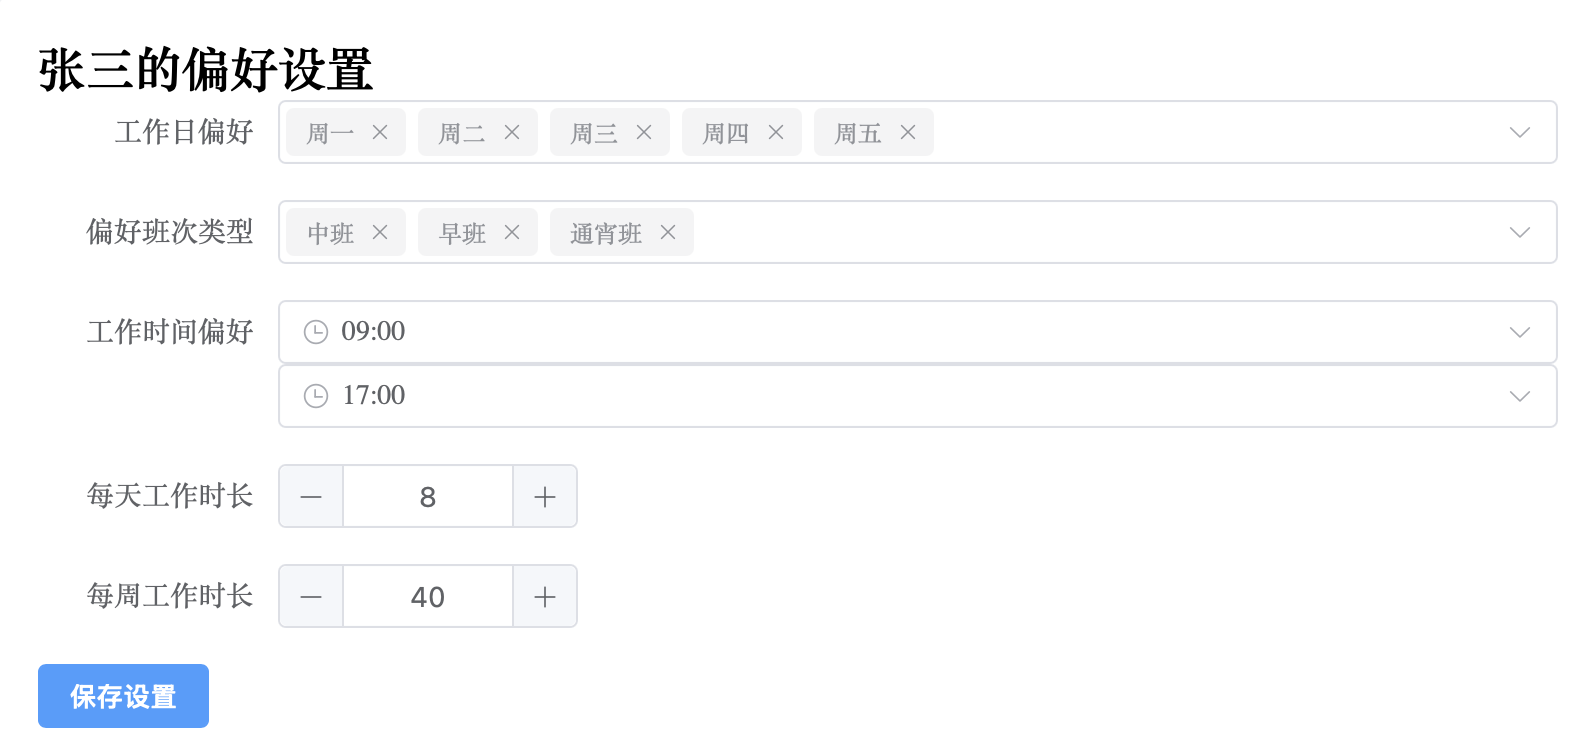 张三的偏好设置
工作日偏好 周一 周二 周三 周四 周五
偏好班次类型 中班 早班 通宵班
工作时间偏好 09:00
17:00
每天工作时长 8
每周工作时长 40
保存设置